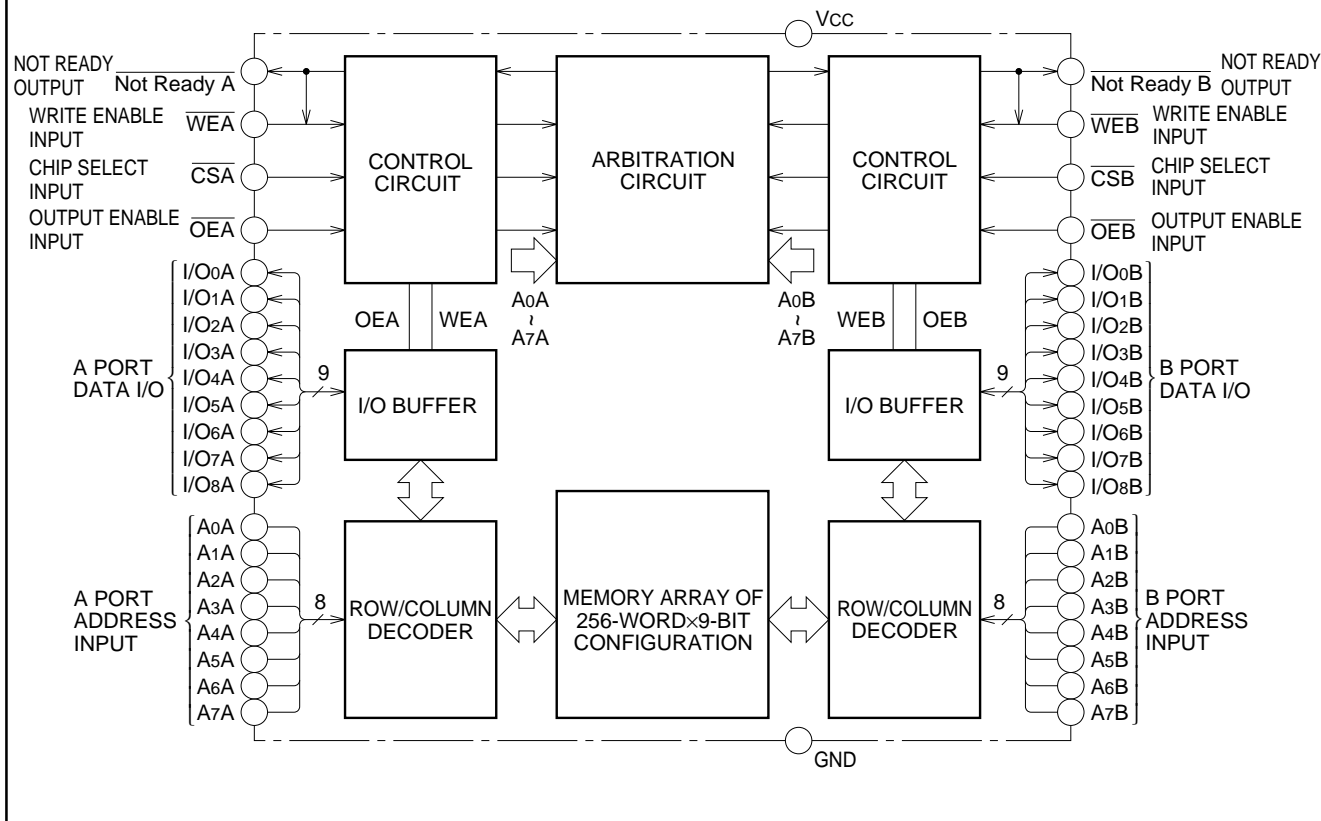 VCC
NOT READY
OUTPUT
Not Ready A
WRITE ENABLE
INPUT
WEA
CHIP SELECT
INPUT
CSA
OUTPUT ENABLE
INPUT
OEA
CONTROL
CIRCUIT
ARBITRATION
CIRCUIT
CONTROL
CIRCUIT
Not Ready B
NOT READY
OUTPUT
WEB
WRITE ENABLE
INPUT
CSB
CHIP SELECT
INPUT
OEB
OUTPUT ENABLE
INPUT
A PORT
DATA I/O
I/O0A
I/O1A
I/O2A
I/O3A
I/O4A
I/O5A
I/O6A
I/O7A
I/O8A
9
OEA
WEA
I/O BUFFER
A0A
~
A7A
A0B
~
A7B
WEB
OEB
I/O BUFFER
9
I/O0B
I/O1B
I/O2B
I/O3B
I/O4B
I/O5B
I/O6B
I/O7B
I/O8B
B PORT
DATA I/O
A PORT
ADDRESS
INPUT
A0A
A1A
A2A
A3A
A4A
A5A
A6A
A7A
8
ROW/COLUMN
DECODER
MEMORY ARRAY OF
256-WORD×9-BIT
CONFIGURATION
ROW/COLUMN
DECODER
8
A0B
A1B
A2B
A3B
A4B
A5B
A6B
A7B
B PORT
ADDRESS
INPUT
GND